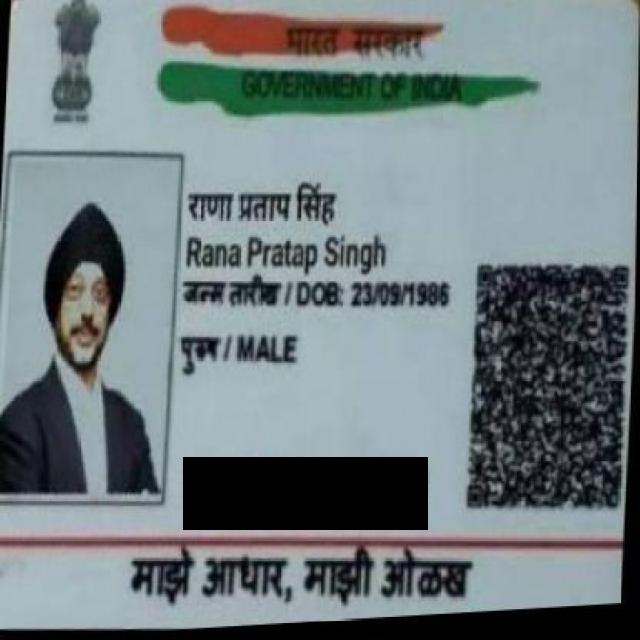 भारत सरकार
GOVERNMENT OF INDIA
राणा प्रताप सिंह
Rana Pratap Singh
जन्म तारीख / DOB: 23/09/1986
पुरुष / MALE
माझे आधार, माझी ओळख